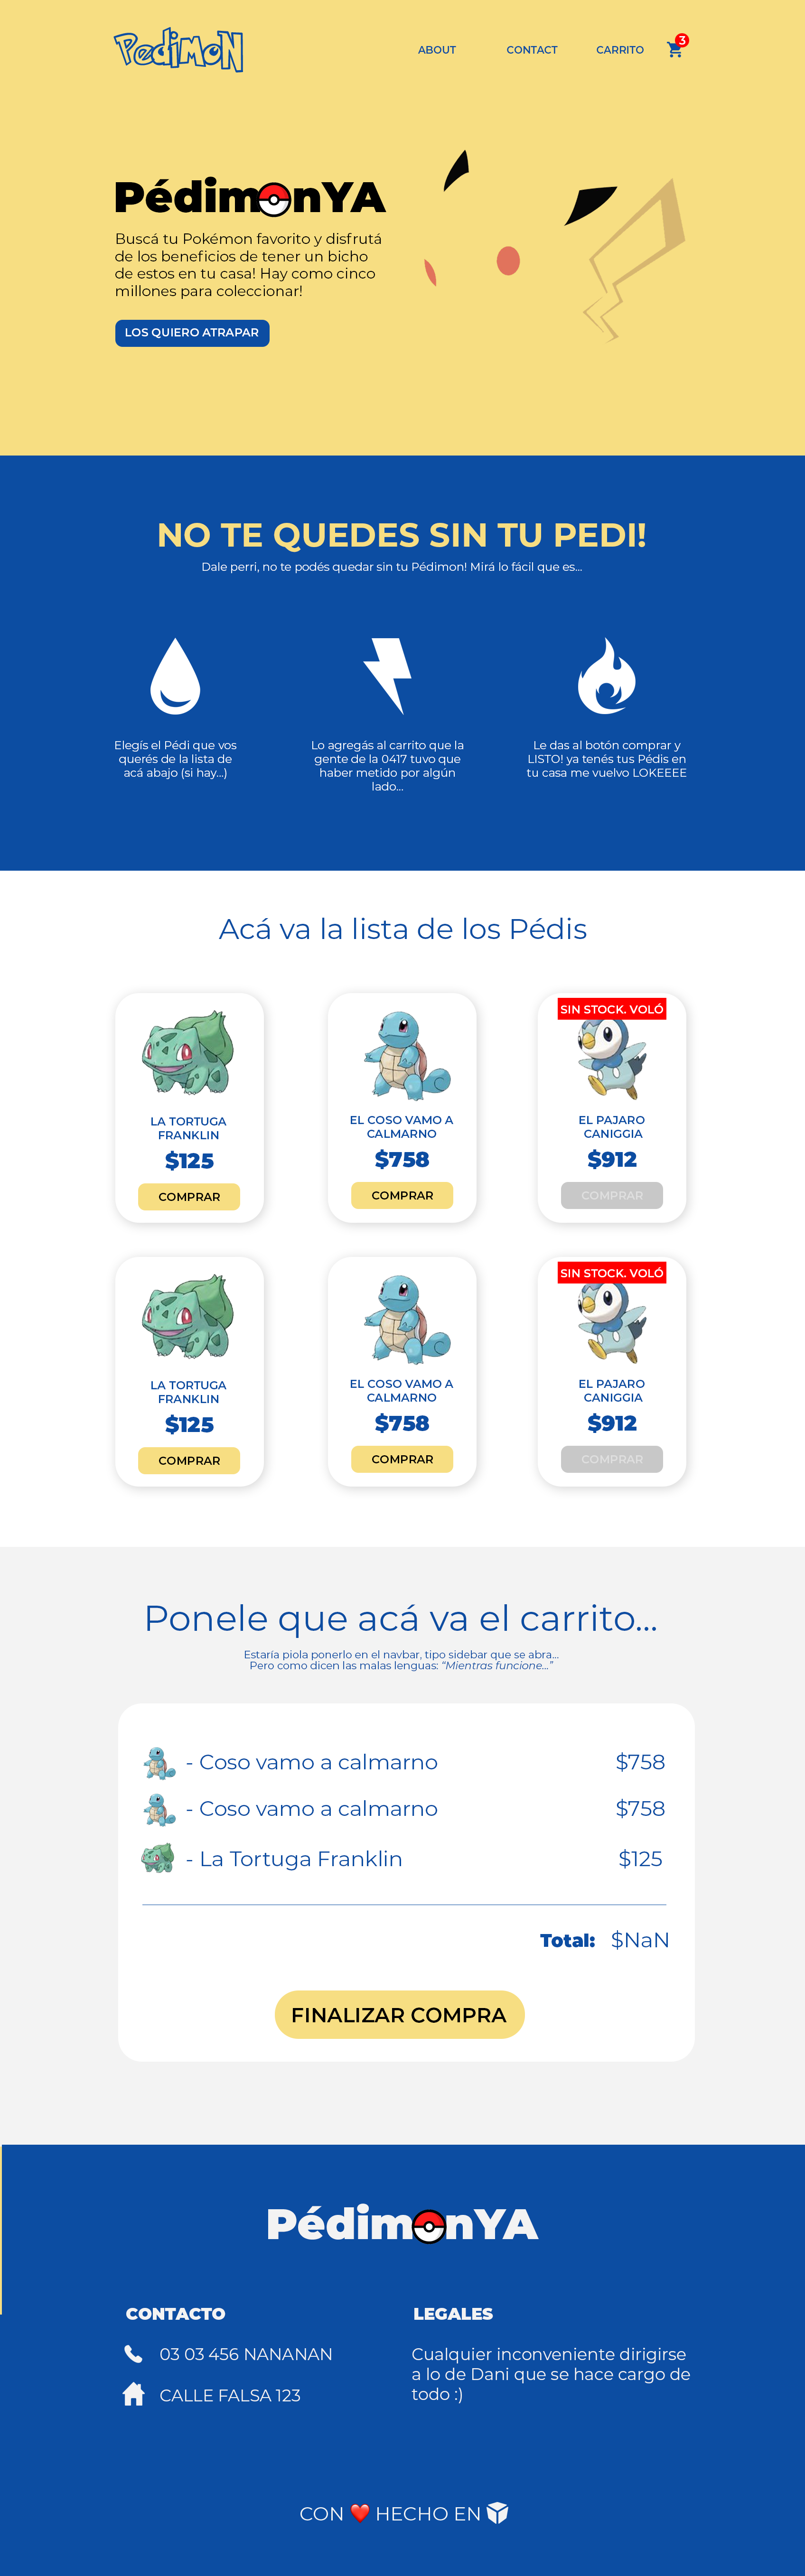 PediMoN
ABOUT
CONTACT
CARRITO
3
PédimonYA
Buscá tu Pokémon favorito y disfrutá
de los beneficios de tener un bicho
de estos en tu casa! Hay como cinco
millones para coleccionar!
LOS QUIERO ATRAPAR
NO TE QUEDES SIN TU PEDI!
Dale perri, no te podés quedar sin tu Pédimon! Mirá lo fácil que es...
Elegís el Pédi que vos
querés de la lista de
acá abajo (si hay...)
Lo agregás al carrito que la
gente de la 0417 tuvo que
haber metido por algún
lado...
Le das al botón comprar y
LISTO! ya tenés tus Pédis en
tu casa me vuelvo LOKEEEE
Acá va la lista de los Pédis
LA TORTUGA
FRANKLIN
$125
COMPRAR
EL COSO VAMO A
CALMARNO
$758
COMPRAR
SIN STOCK. VOLÓ
EL PAJARO
CANIGGIA
$912
COMPRAR
LA TORTUGA
FRANKLIN
$125
COMPRAR
EL COSO VAMO A
CALMARNO
$758
COMPRAR
SIN STOCK. VOLÓ
EL PAJARO
CANIGGIA
$912
COMPRAR
Ponele que acá va el carrito...
Estaría piola ponerlo en el navbar, tipo sidebar que se abra...
Pero como dicen las malas lenguas: “Mientras funcione...”
- Coso vamo a calmarno $758
- Coso vamo a calmarno $758
- La Tortuga Franklin $125
Total: $NaN
FINALIZAR COMPRA
PédimonYA
CONTACTO
03 03 456 NANANAN
CALLE FALSA 123
LEGALES
Cualquier inconveniente dirigirse
a lo de Dani que se hace cargo de
todo :)
CON ❤️ HECHO EN